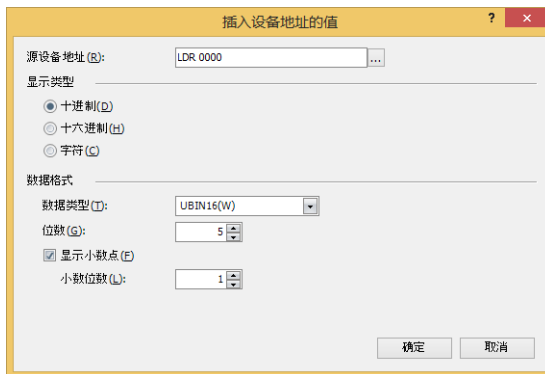 插入设备地址的值
源设备地址(R): LDR 0000 ...
显示类型
十进制(D)
十六进制(H)
字符(C)
数据格式
数据类型(T): UBIN16(W)
位数(G): 5
显示小数点(F)
小数位数(L): 1
确定 取消